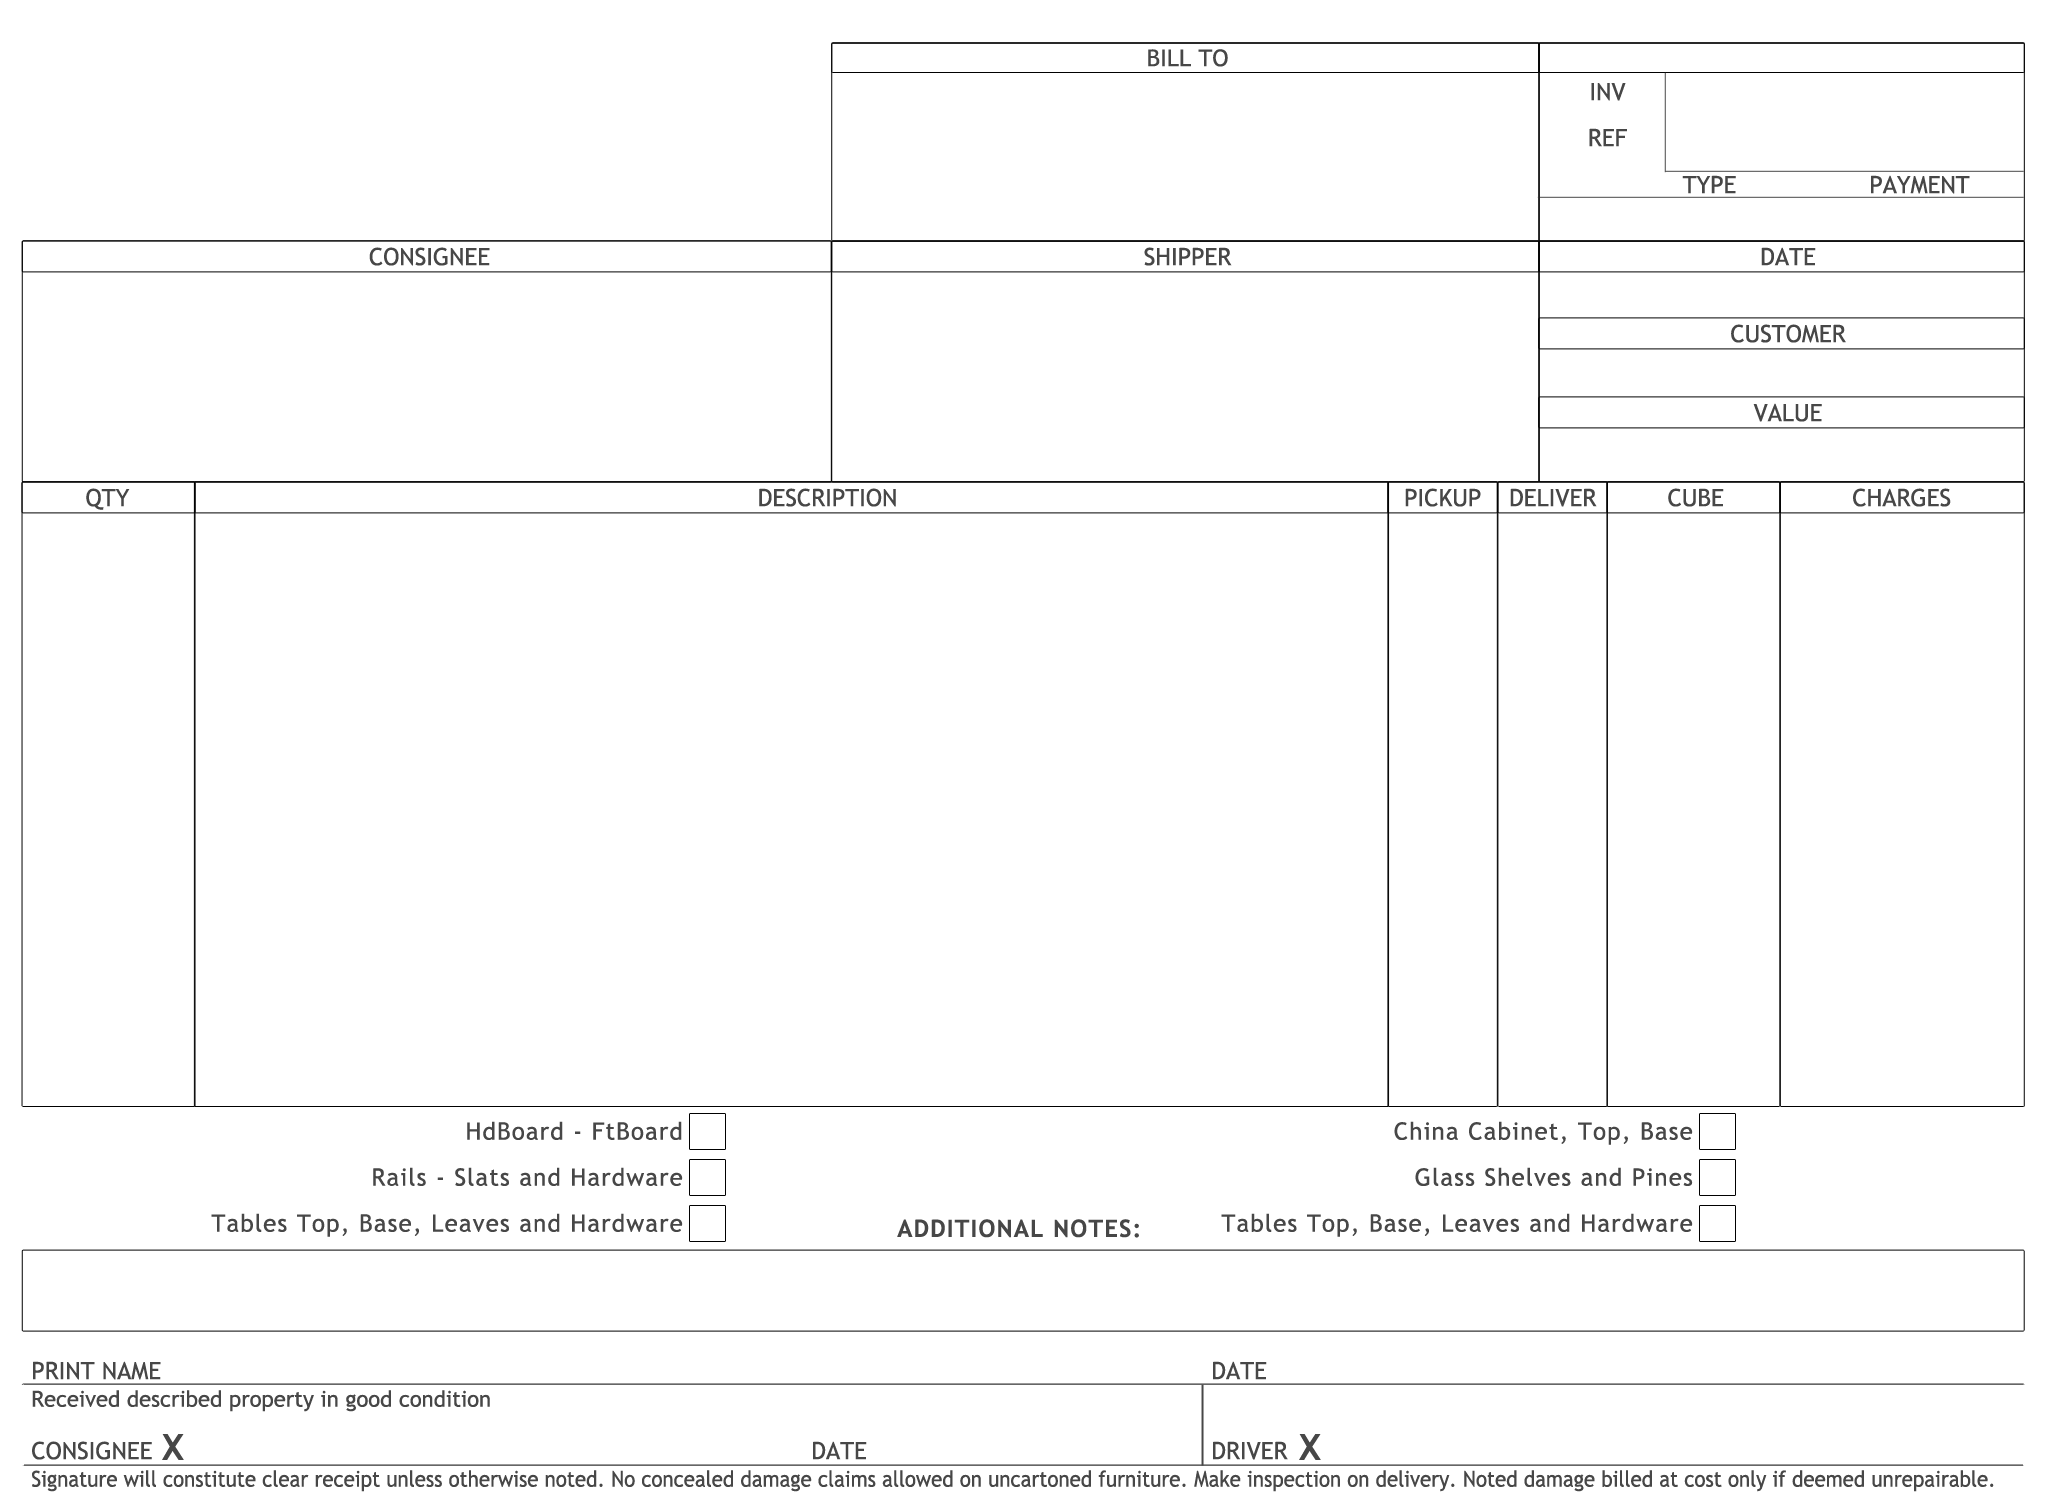 BILL TO
INV
REF
TYPE PAYMENT
CONSIGNEE SHIPPER DATE
CUSTOMER
VALUE
QTY DESCRIPTION PICKUP DELIVER CUBE CHARGES
HdBoard - FtBoard China Cabinet, Top, Base
Rails - Slats and Hardware Glass Shelves and Pines
Tables Top, Base, Leaves and Hardware ADDITIONAL NOTES: Tables Top, Base, Leaves and Hardware
PRINT NAME DATE
Received described property in good condition
CONSIGNEE X DATE DRIVER X
Signature will constitute clear receipt unless otherwise noted. No concealed damage claims allowed on uncartoned furniture. Make inspection on delivery. Noted damage billed at cost only if deemed unrepairable.